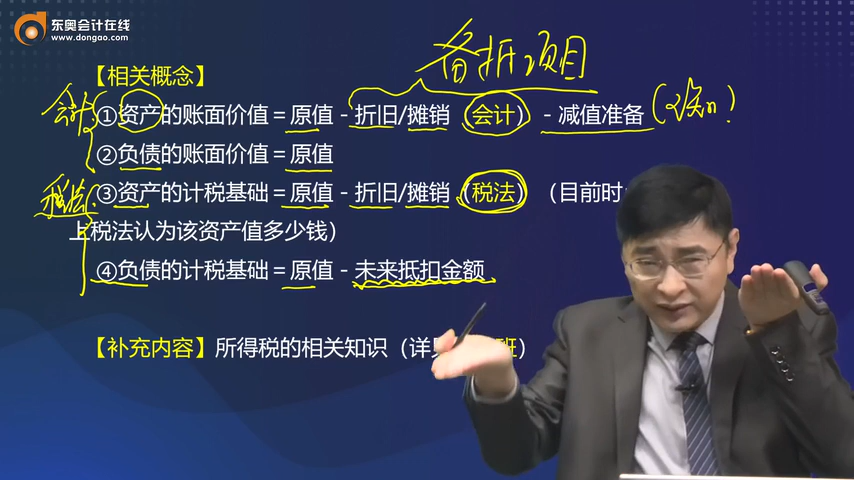 东奥会计在线
www.dongao.com
备抵项目
【相关概念】
会计
①资产的账面价值=原值-折旧/摊销（会计）-减值准备
②负债的账面价值=原值
税法
③资产的计税基础=原值-折旧/摊销（税法）（目前时
上税法认为该资产值多少钱）
④负债的计税基础=原值-未来抵扣金额
【补充内容】所得税的相关知识（详见 班）